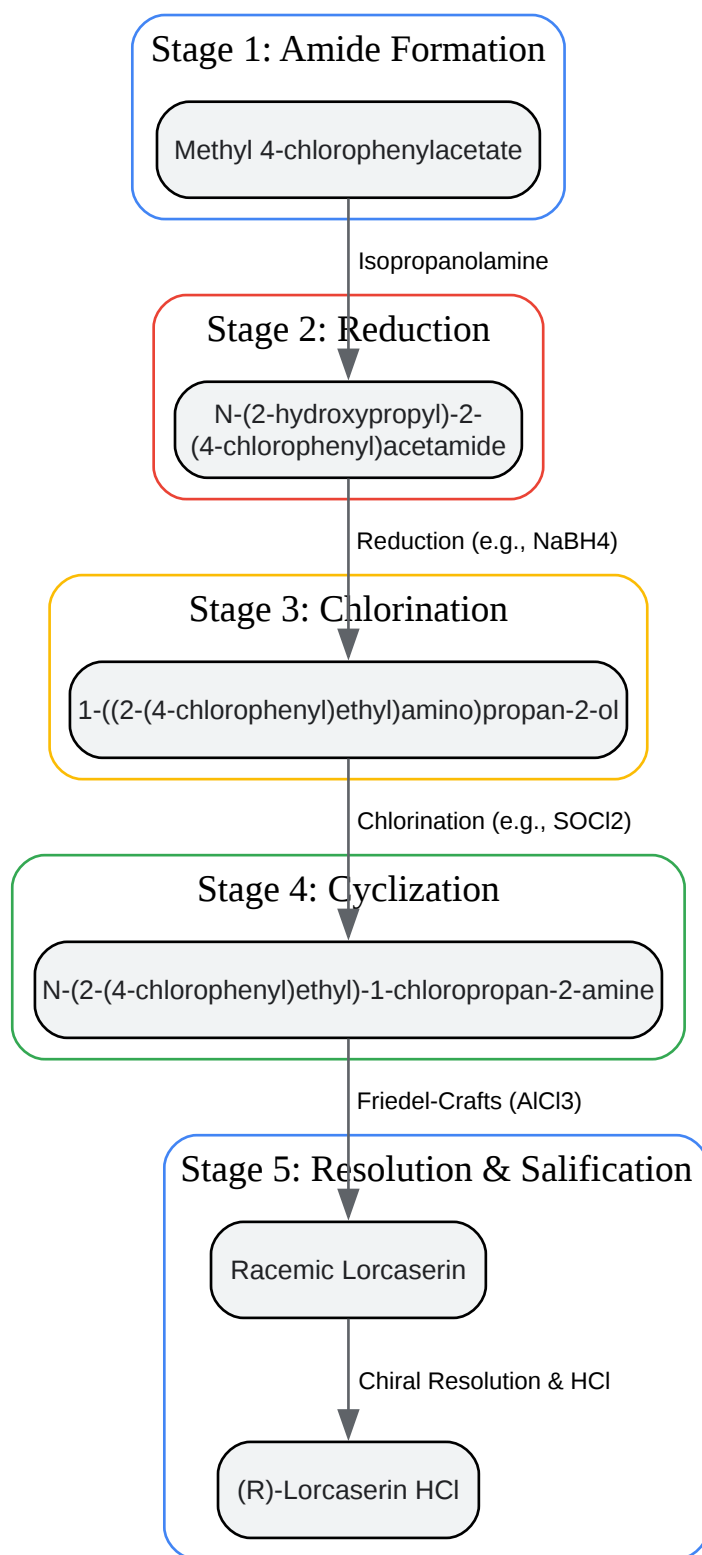 Stage 1: Amide Formation
Methyl 4-chlorophenylacetate
Isopropanolamine
Stage 2: Reduction
N-(2-hydroxypropyl)-2-
(4-chlorophenyl)acetamide
Reduction (e.g., NaBH4)
Stage 3: Chlorination
1-((2-(4-chlorophenyl)ethyl)amino)propan-2-ol
Chlorination (e.g., SOCl2)
Stage 4: Cyclization
N-(2-(4-chlorophenyl)ethyl)-1-chloropropan-2-amine
Friedel-Crafts (AlCl3)
Stage 5: Resolution & Salification
Racemic Lorcaserin
Chiral Resolution & HCl
(R)-Lorcaserin HCl